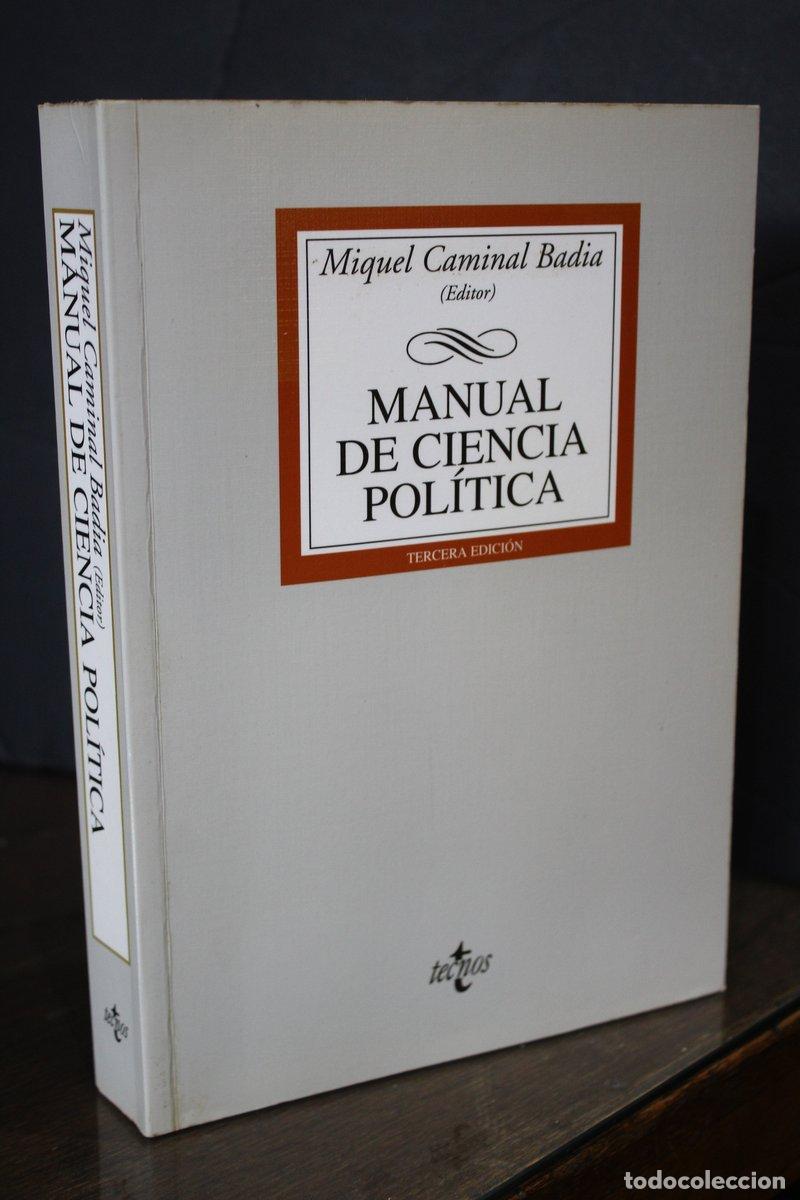 Miquel Caminal Badia
(Editor)
MANUAL
DE CIENCIA
POLÍTICA
TERCERA EDICIÓN
tecnos
Miquel Caminal Badia (Editor)
MANUAL DE CIENCIA POLÍTICA
tecnos
todocoleccion